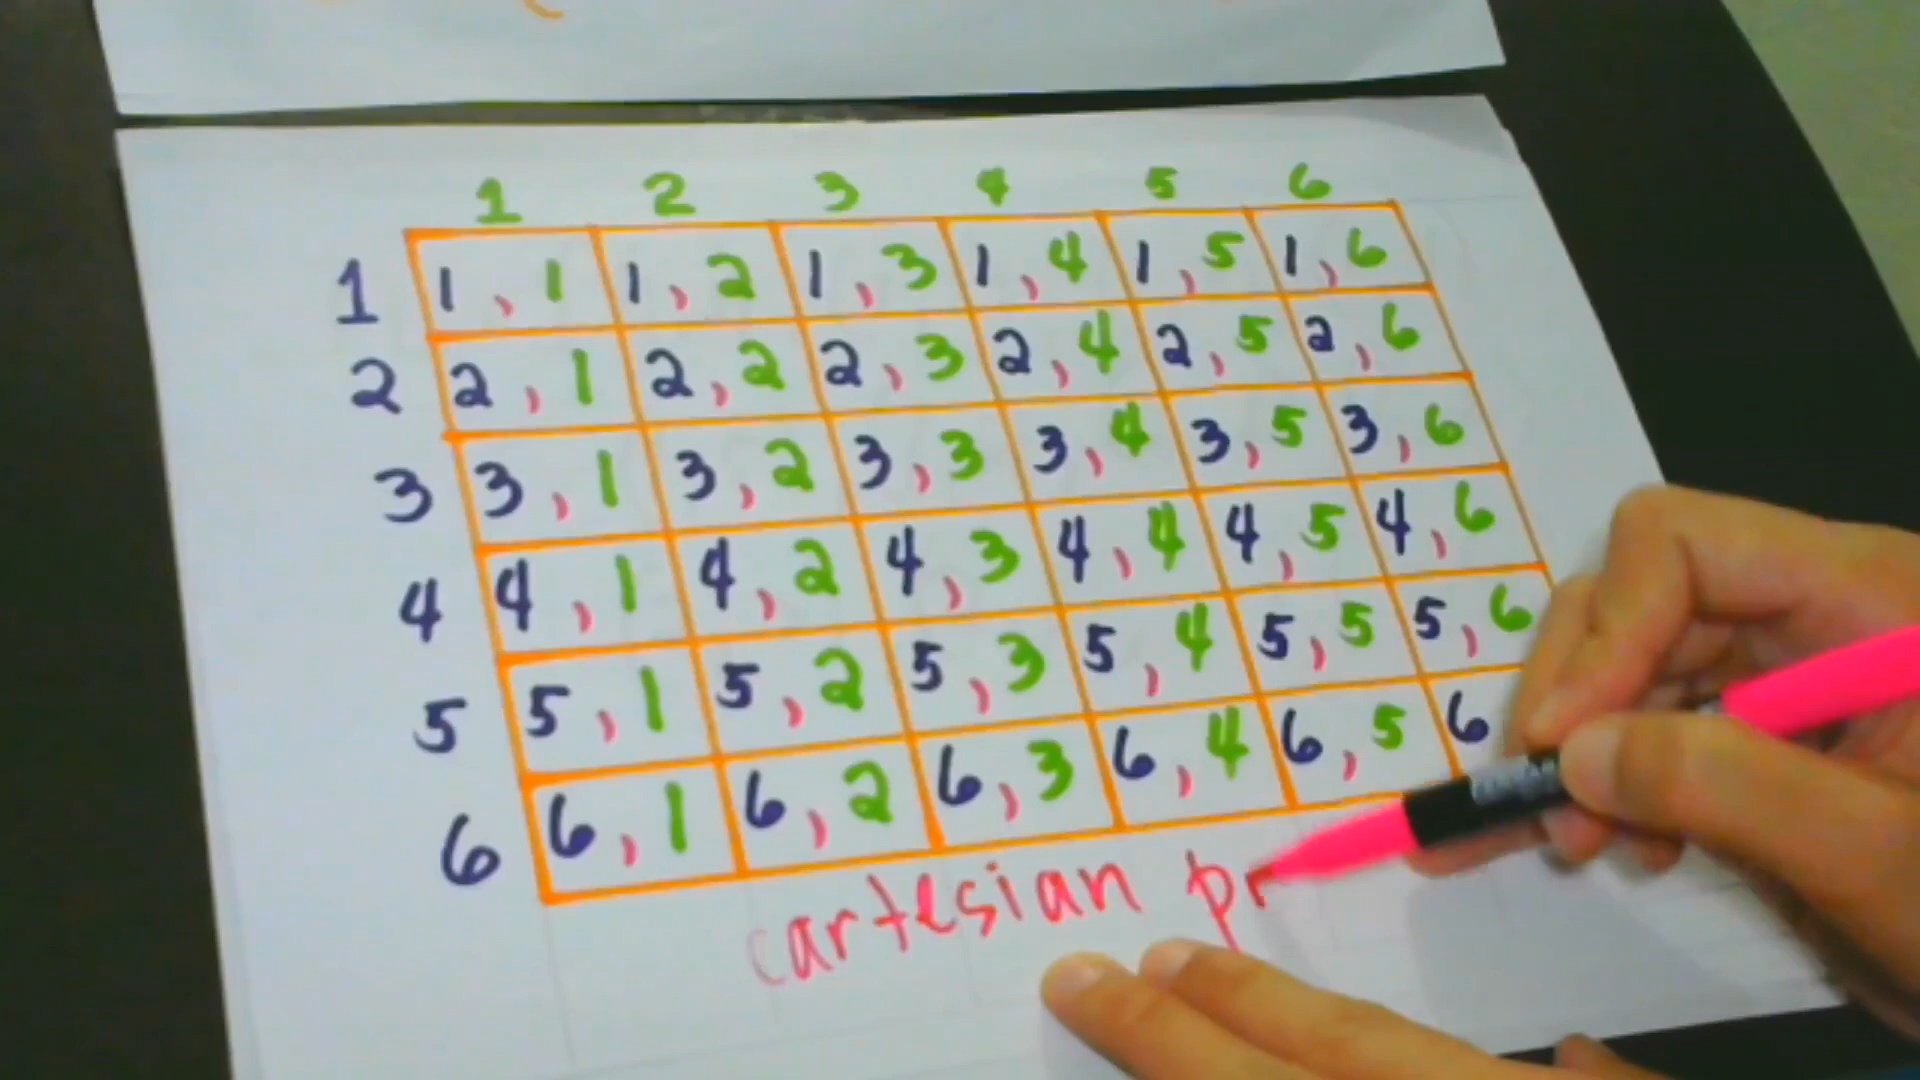 1 2 3 4 5 6
1 1,1 1,2 1,3 1,4 1,5 1,6
2 2,1 2,2 2,3 2,4 2,5 2,6
3 3,1 3,2 3,3 3,4 3,5 3,6
4 4,1 4,2 4,3 4,4 4,5 4,6
5 5,1 5,2 5,3 5,4 5,5 5,6
6 6,1 6,2 6,3 6,4 6,5 6
cartesian pr